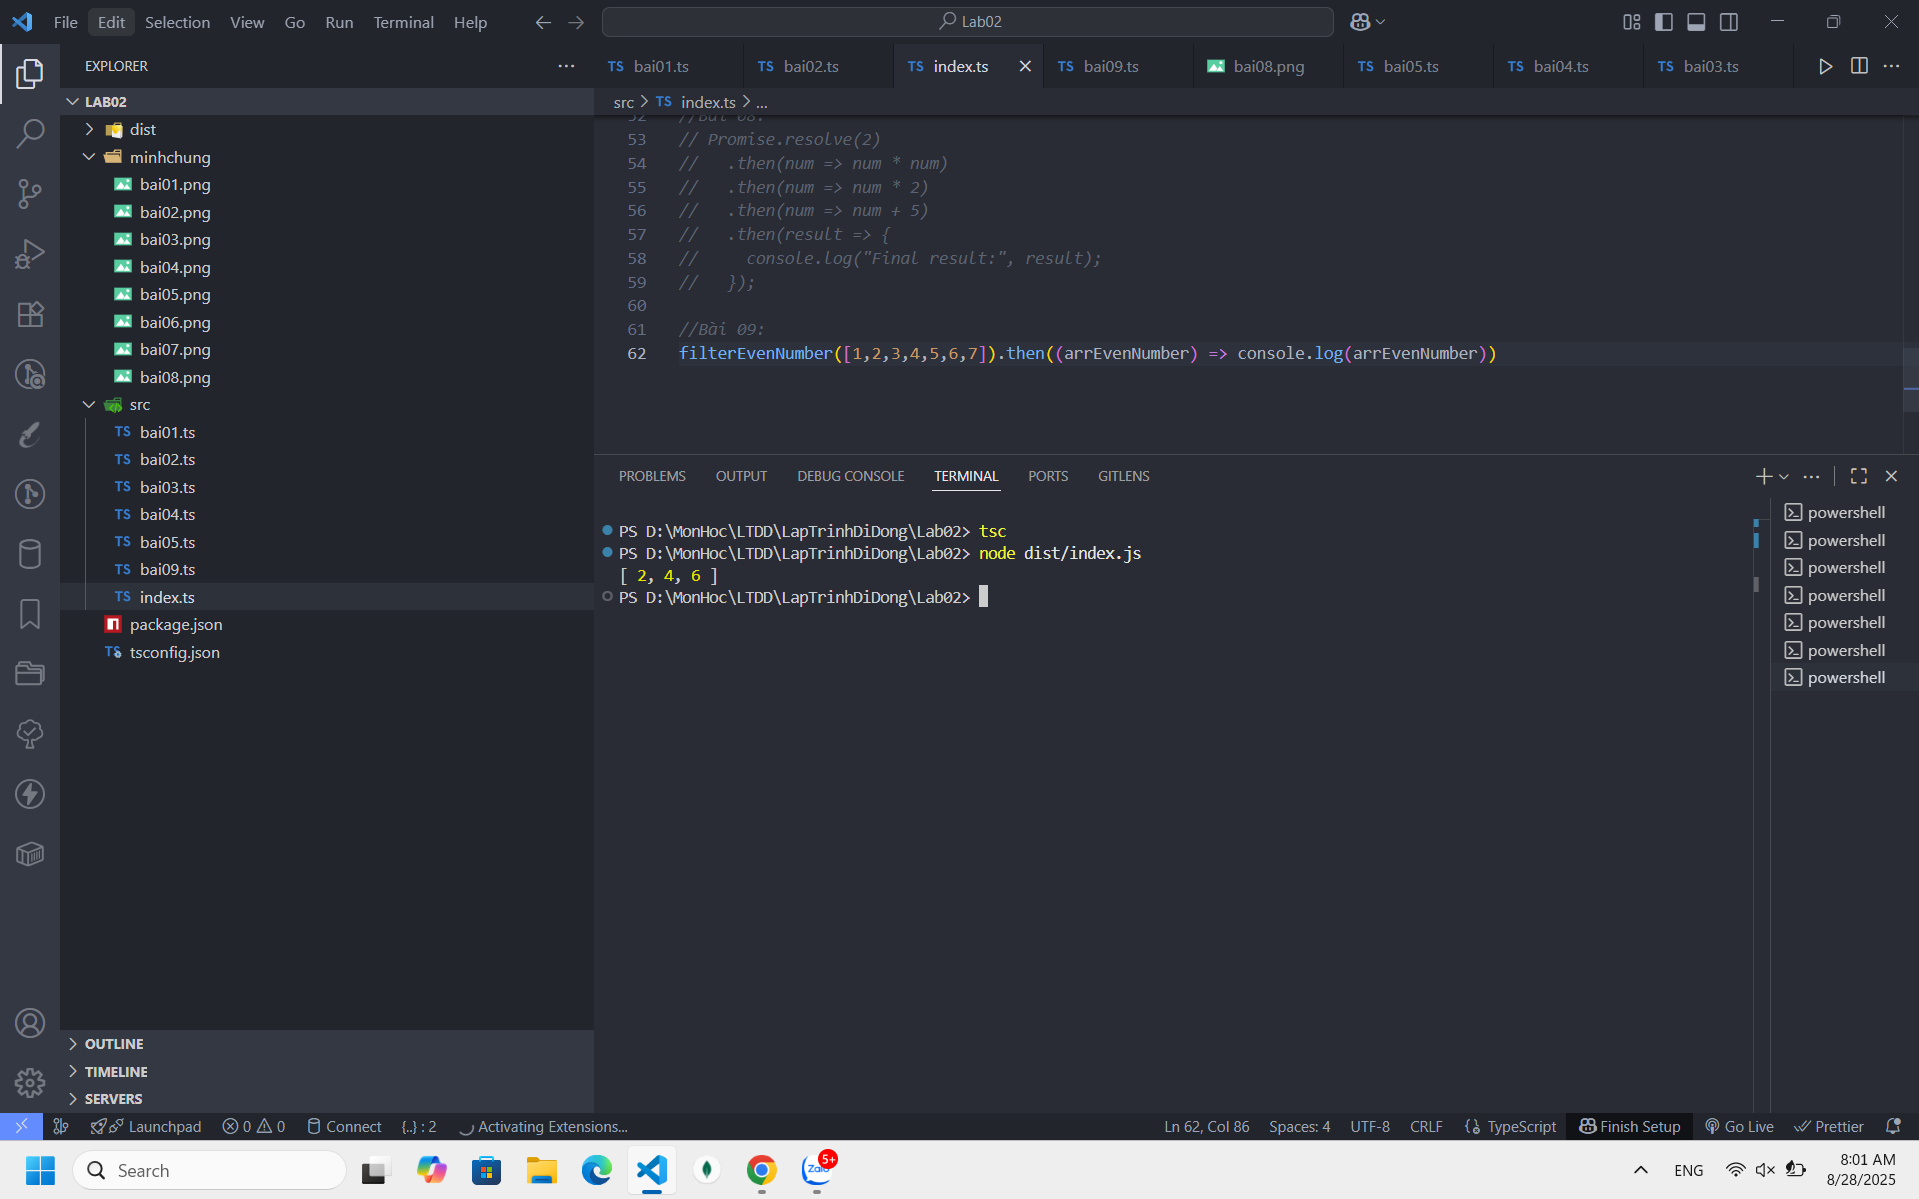 File Edit Selection View Go Run Terminal Help
Lab02
EXPLORER
LAB02
dist
minhchung
bai01.png
bai02.png
bai03.png
bai04.png
bai05.png
bai06.png
bai07.png
bai08.png
src
TS bai01.ts
TS bai02.ts
TS bai03.ts
TS bai04.ts
TS bai05.ts
TS bai09.ts
TS index.ts
package.json
TS tsconfig.json
OUTLINE
TIMELINE
SERVERS
TS bai01.ts TS bai02.ts TS index.ts TS bai09.ts bai08.png TS bai05.ts TS bai04.ts TS bai03.ts
src > TS index.ts > ...
52 //Bài 08:
53 // Promise.resolve(2)
54 //   .then(num => num * num)
55 //   .then(num => num * 2)
56 //   .then(num => num + 5)
57 //   .then(result => {
58 //     console.log("Final result:", result);
59 //   });
60
61 //Bài 09:
62 filterEvenNumber([1,2,3,4,5,6,7]).then((arrEvenNumber) => console.log(arrEvenNumber))
PROBLEMS OUTPUT DEBUG CONSOLE TERMINAL PORTS GITLENS
PS D:\MonHoc\LTDD\LapTrinhDiDong\Lab02> tsc
PS D:\MonHoc\LTDD\LapTrinhDiDong\Lab02> node dist/index.js
[ 2, 4, 6 ]
PS D:\MonHoc\LTDD\LapTrinhDiDong\Lab02>
powershell
powershell
powershell
powershell
powershell
powershell
powershell
Launchpad 0 0 Connect {..} : 2 Activating Extensions... Ln 62, Col 86 Spaces: 4 UTF-8 CRLF TypeScript Finish Setup Go Live Prettier
Search
Zalo
5+
ENG
8:01 AM
8/28/2025